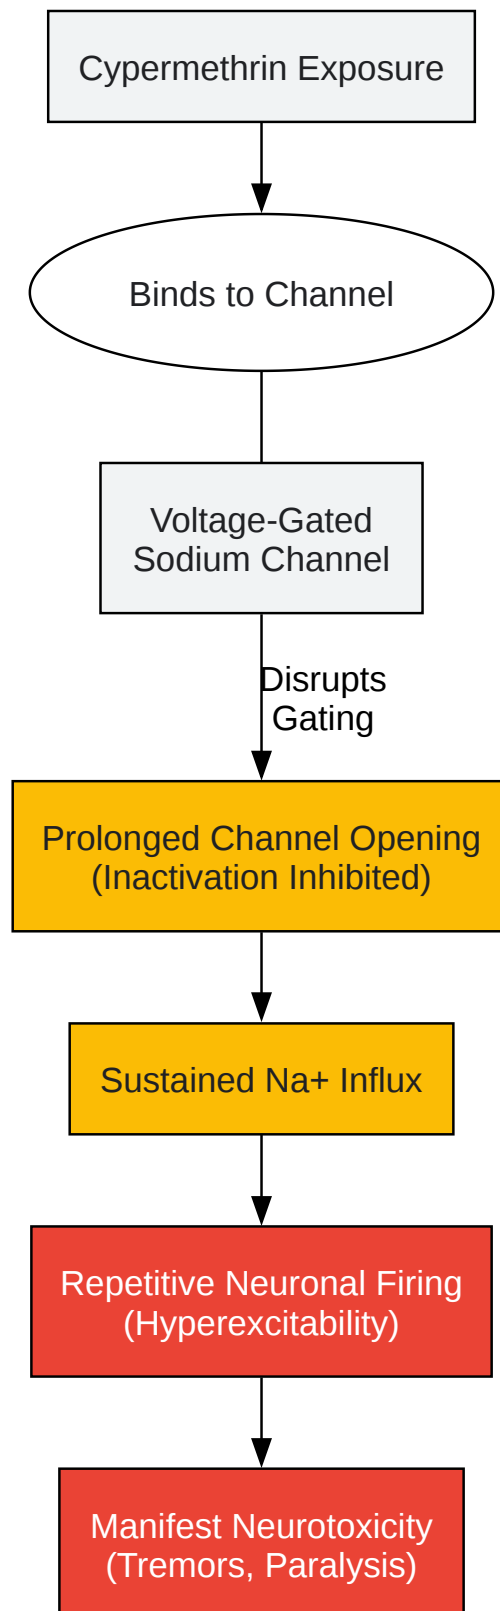 Cypermethrin Exposure
Binds to Channel
Voltage-Gated
Sodium Channel
Disrupts
Gating
Prolonged Channel Opening
(Inactivation Inhibited)
Sustained Na+ Influx
Repetitive Neuronal Firing
(Hyperexcitability)
Manifest Neurotoxicity
(Tremors, Paralysis)